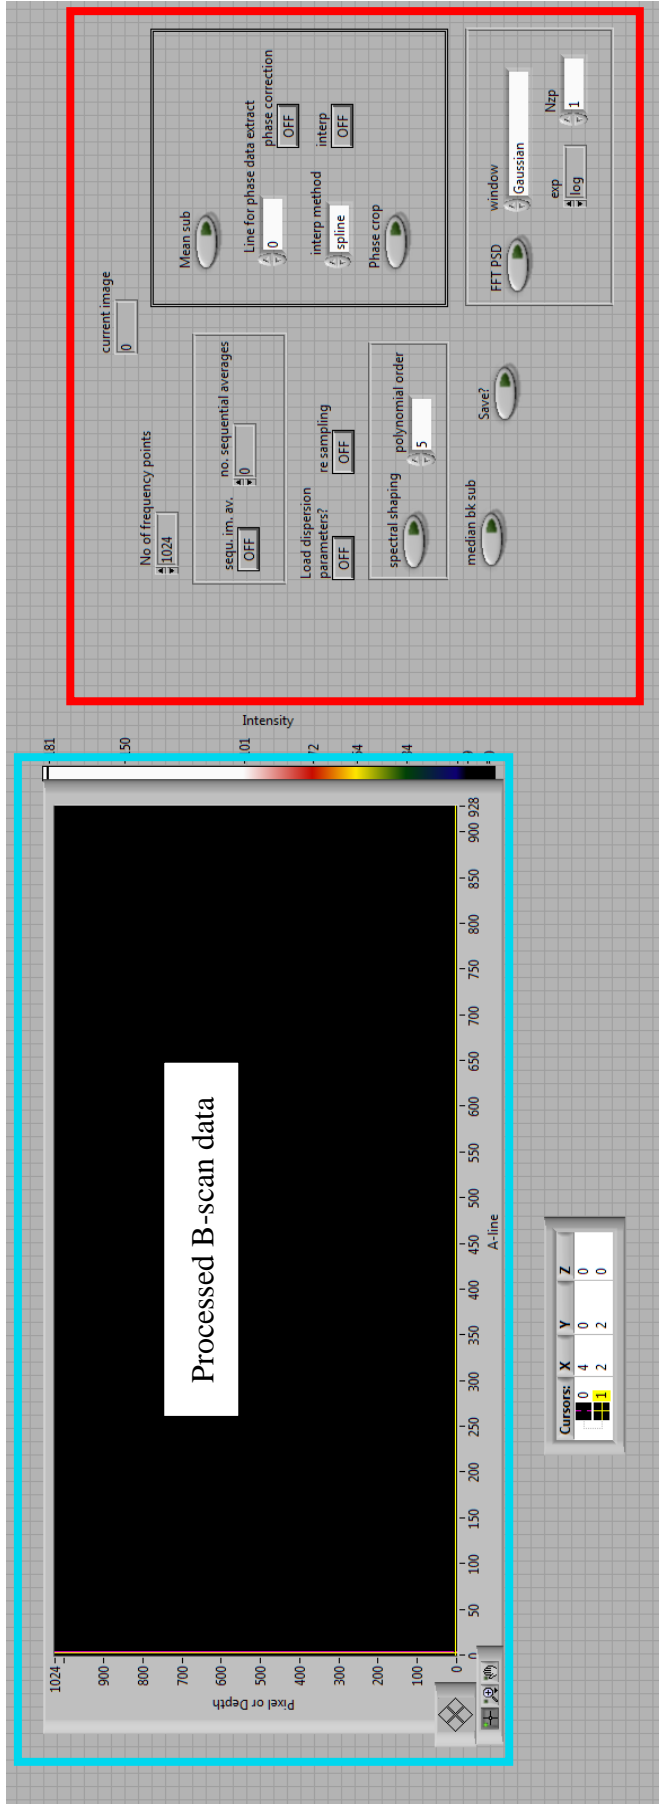 1024
900
800
700
600
500
400
300
200
100
0
Pixel or Depth
Processed B-scan data
0
50
100
150
200
250
300
350
400
450
500
550
600
650
700
750
800
850
900
928
A-line
Intensity
.81
.50
.01
Cursors: X Y Z
0 4 0 0
1 2 2 0
No of frequency points
1024
current image
0
sequ. im. av.
OFF
no. sequential averages
0
Load dispersion
parameters?
OFF
re sampling
OFF
spectral shaping
polynomial order
5
median bk sub
Save?
Mean sub
Line for phase data extract
0
phase correction
OFF
interp method
spline
interp
OFF
Phase crop
FFT PSD
window
Gaussian
exp
log
Nzp
1